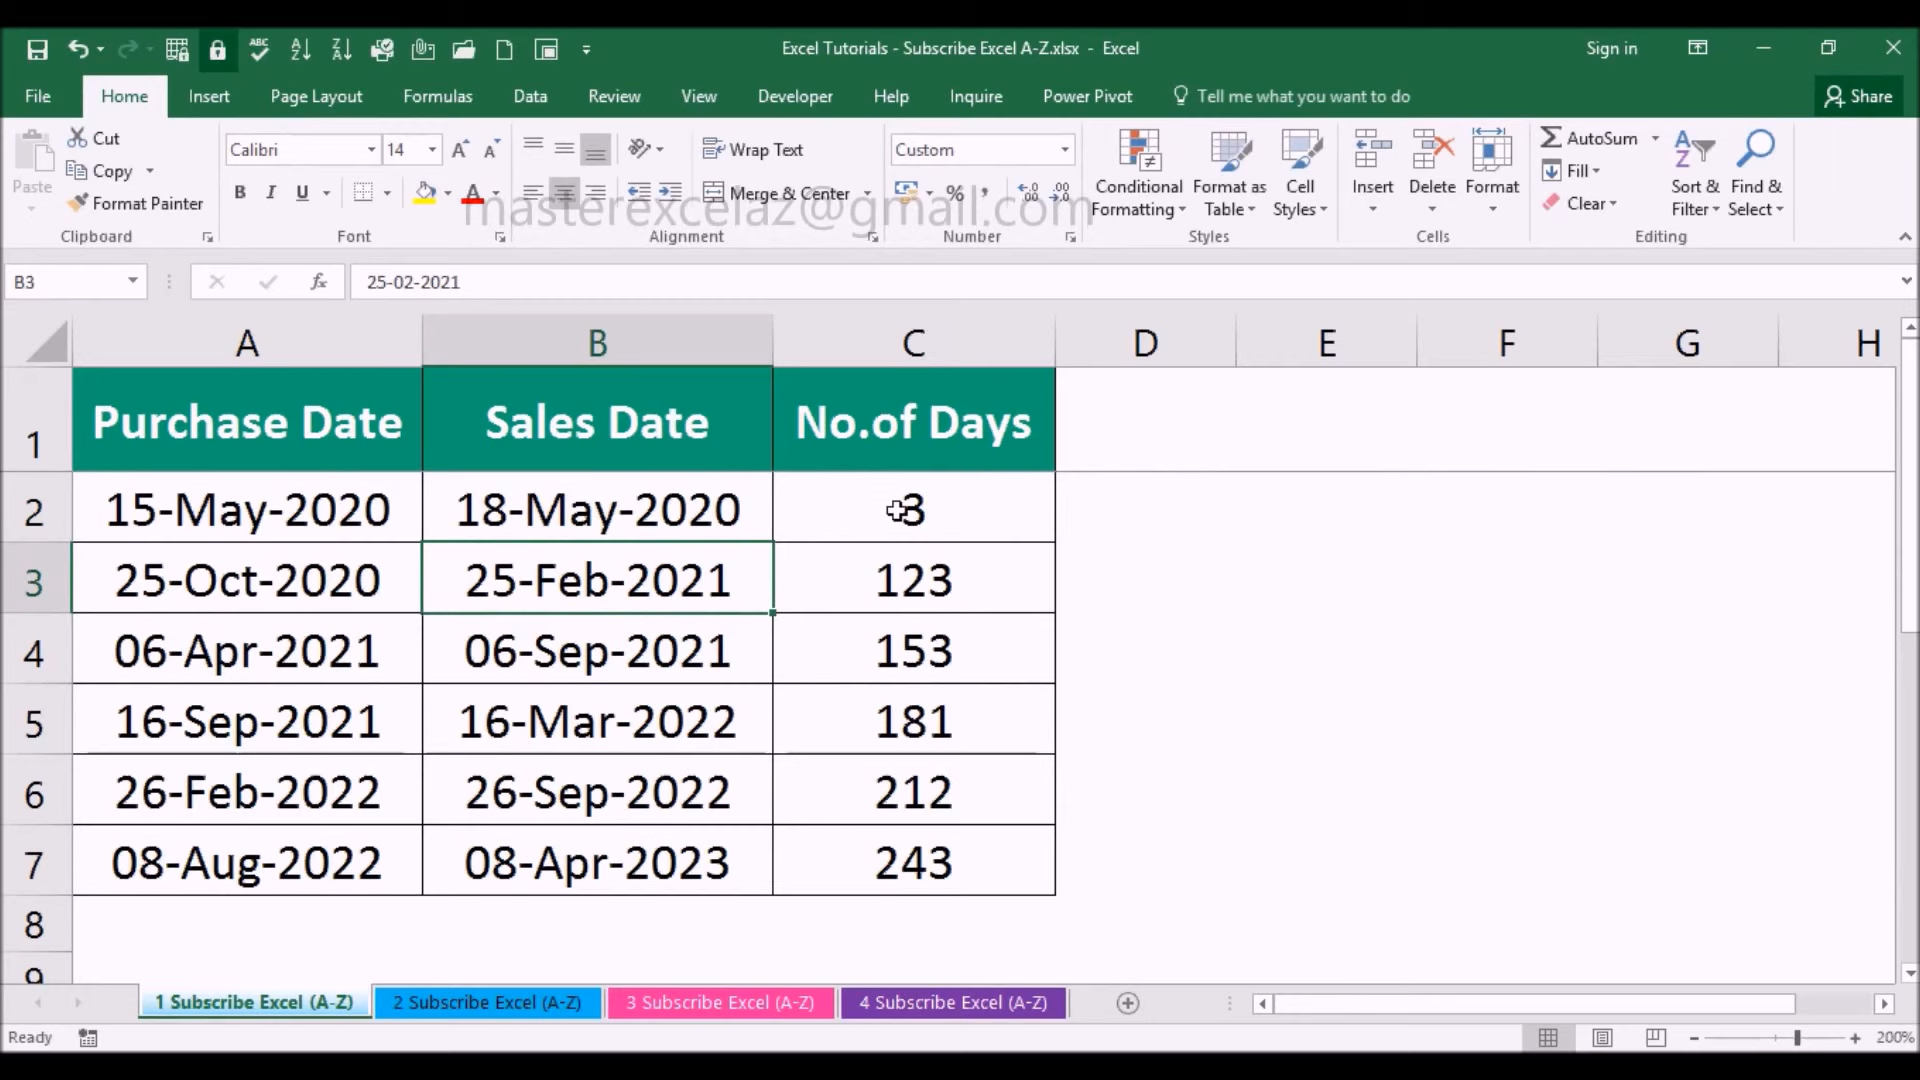 Excel Tutorials - Subscribe Excel A-Z.xlsx - Excel
Sign in
File Home Insert Page Layout Formulas Data Review View Developer Help Inquire Power Pivot Tell me what you want to do Share
Paste
Cut
Copy
Format Painter
Clipboard
Calibri 14
B I U A
Font
Wrap Text
Merge & Center
Alignment
Custom
%
Number
Conditional Formatting
Format as Table
Cell Styles
Styles
Insert
Delete
Format
Cells
AutoSum
Fill
Clear
Sort & Filter
Find & Select
Editing
masterexcelaz@gmail.com
B3 fx 25-02-2021
A B C D E F G H
1 Purchase Date Sales Date No.of Days
2 15-May-2020 18-May-2020 3
3 25-Oct-2020 25-Feb-2021 123
4 06-Apr-2021 06-Sep-2021 153
5 16-Sep-2021 16-Mar-2022 181
6 26-Feb-2022 26-Sep-2022 212
7 08-Aug-2022 08-Apr-2023 243
8
9
1 Subscribe Excel (A-Z) 2 Subscribe Excel (A-Z) 3 Subscribe Excel (A-Z) 4 Subscribe Excel (A-Z)
Ready 200%